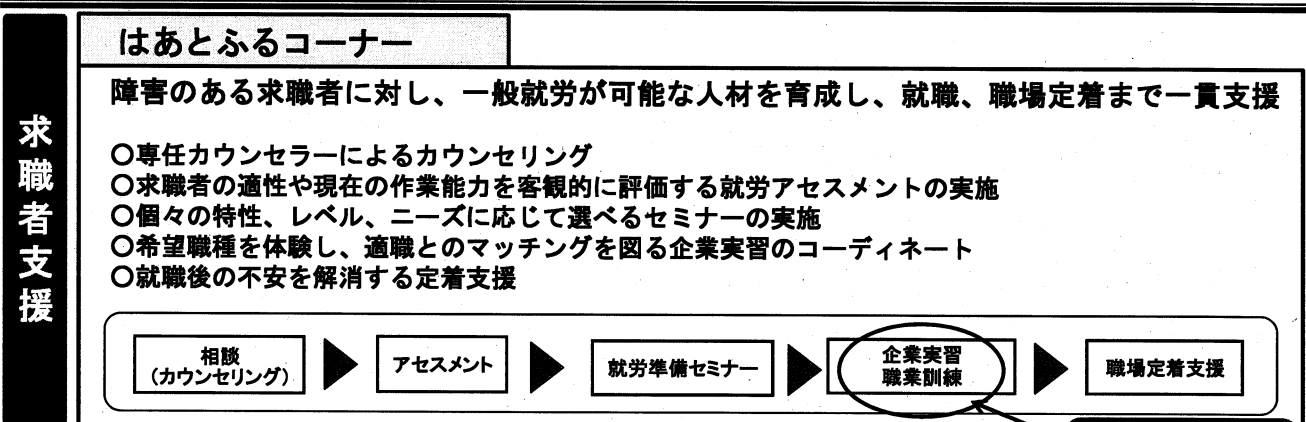 求職者支援
はあとふるコーナー
障害のある求職者に対し、一般就労が可能な人材を育成し、就職、職場定着まで一貫支援
〇専任カウンセラーによるカウンセリング
〇求職者の適性や現在の作業能力を客観的に評価する就労アセスメントの実施
〇個々の特性、レベル、ニーズに応じて選べるセミナーの実施
〇希望職種を体験し、適職とのマッチングを図る企業実習のコーディネート
〇就職後の不安を解消する定着支援
相談
(カウンセリング)
アセスメント
就労準備セミナー
企業実習
職業訓練
職場定着支援